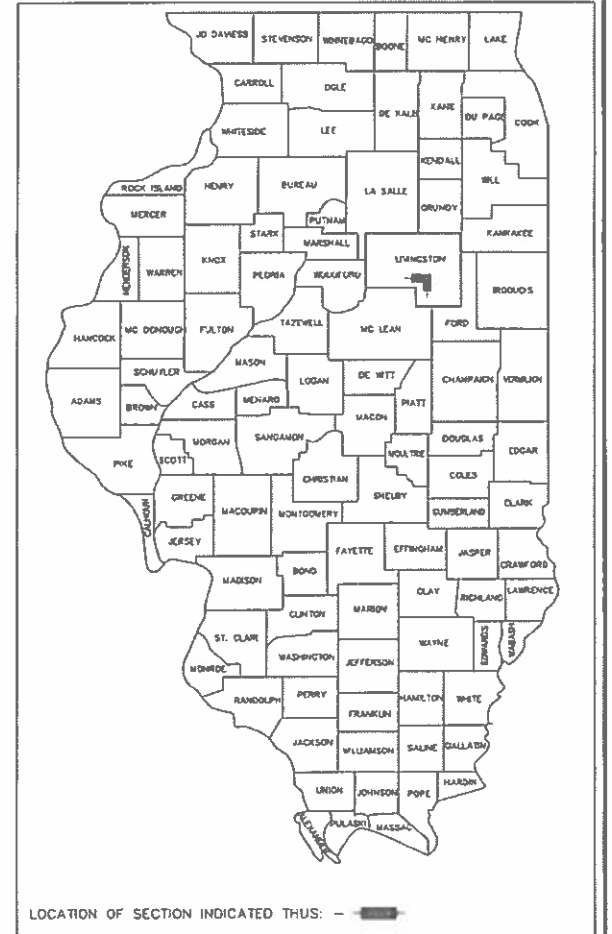 JO DAVIESS STEVENSON WINNEBAGO BOONE MC HENRY LAKE
CARROLL OGLE DE KALB KANE DU PAGE COOK
WHITESIDE LEE
KENDALL WILL
ROCK ISLAND HENRY BUREAU LA SALLE GRUNDY
MERCER PUTNAM
STARK MARSHALL KANKAKEE
HENDERSON WARREN KNOX PEORIA WOODFORD LIVINGSTON IROQUOIS
HANCOCK MC DONOUGH FULTON TAZEWELL MC LEAN FORD
SCHUYLER MASON
ADAMS BROWN CASS MENARD LOGAN DE WITT CHAMPAIGN VERMILION
PIATT
MACON
MORGAN SANGAMON DOUGLAS EDGAR
PIKE SCOTT CHRISTIAN MOULTRIE COLES
SHELBY
GREENE MACOUPIN MONTGOMERY CUMBERLAND CLARK
CALHOUN
JERSEY FAYETTE EFFINGHAM JASPER CRAWFORD
MADISON BOND CLAY RICHLAND LAWRENCE
CLINTON MARION
ST. CLAIR WAYNE EDWARDS WABASH
WASHINGTON JEFFERSON
MONROE
RANDOLPH PERRY HAMILTON WHITE
FRANKLIN
JACKSON WILLIAMSON SALINE GALLATIN
UNION JOHNSON POPE HARDIN
ALEXANDER PULASKI MASSAC
LOCATION OF SECTION INDICATED THUS: -